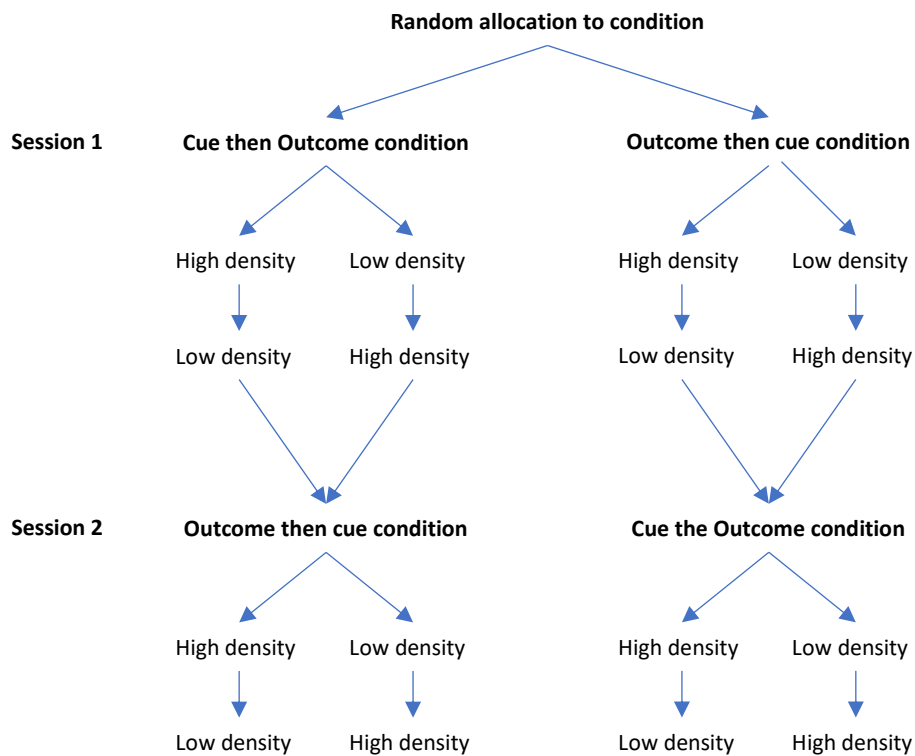 Random allocation to condition
Session 1 Cue then Outcome condition Outcome then cue condition
High density Low density High density Low density
Low density High density Low density High density
Session 2 Outcome then cue condition Cue the Outcome condition
High density Low density High density Low density
Low density High density Low density High density